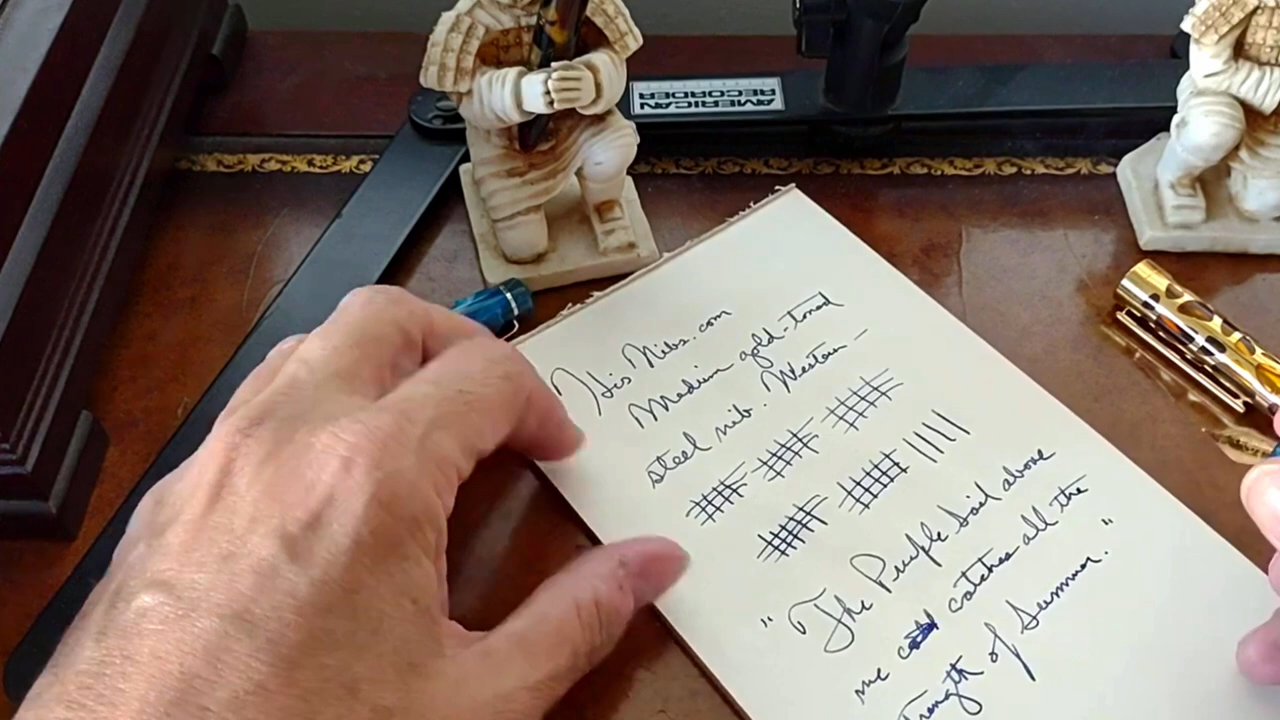 AMERICAN
RECORDER
His Nibs.com
Medium gold-toned
steel nib. Western —
"The Purple Sail above
me catches all the
Strength of Summer."